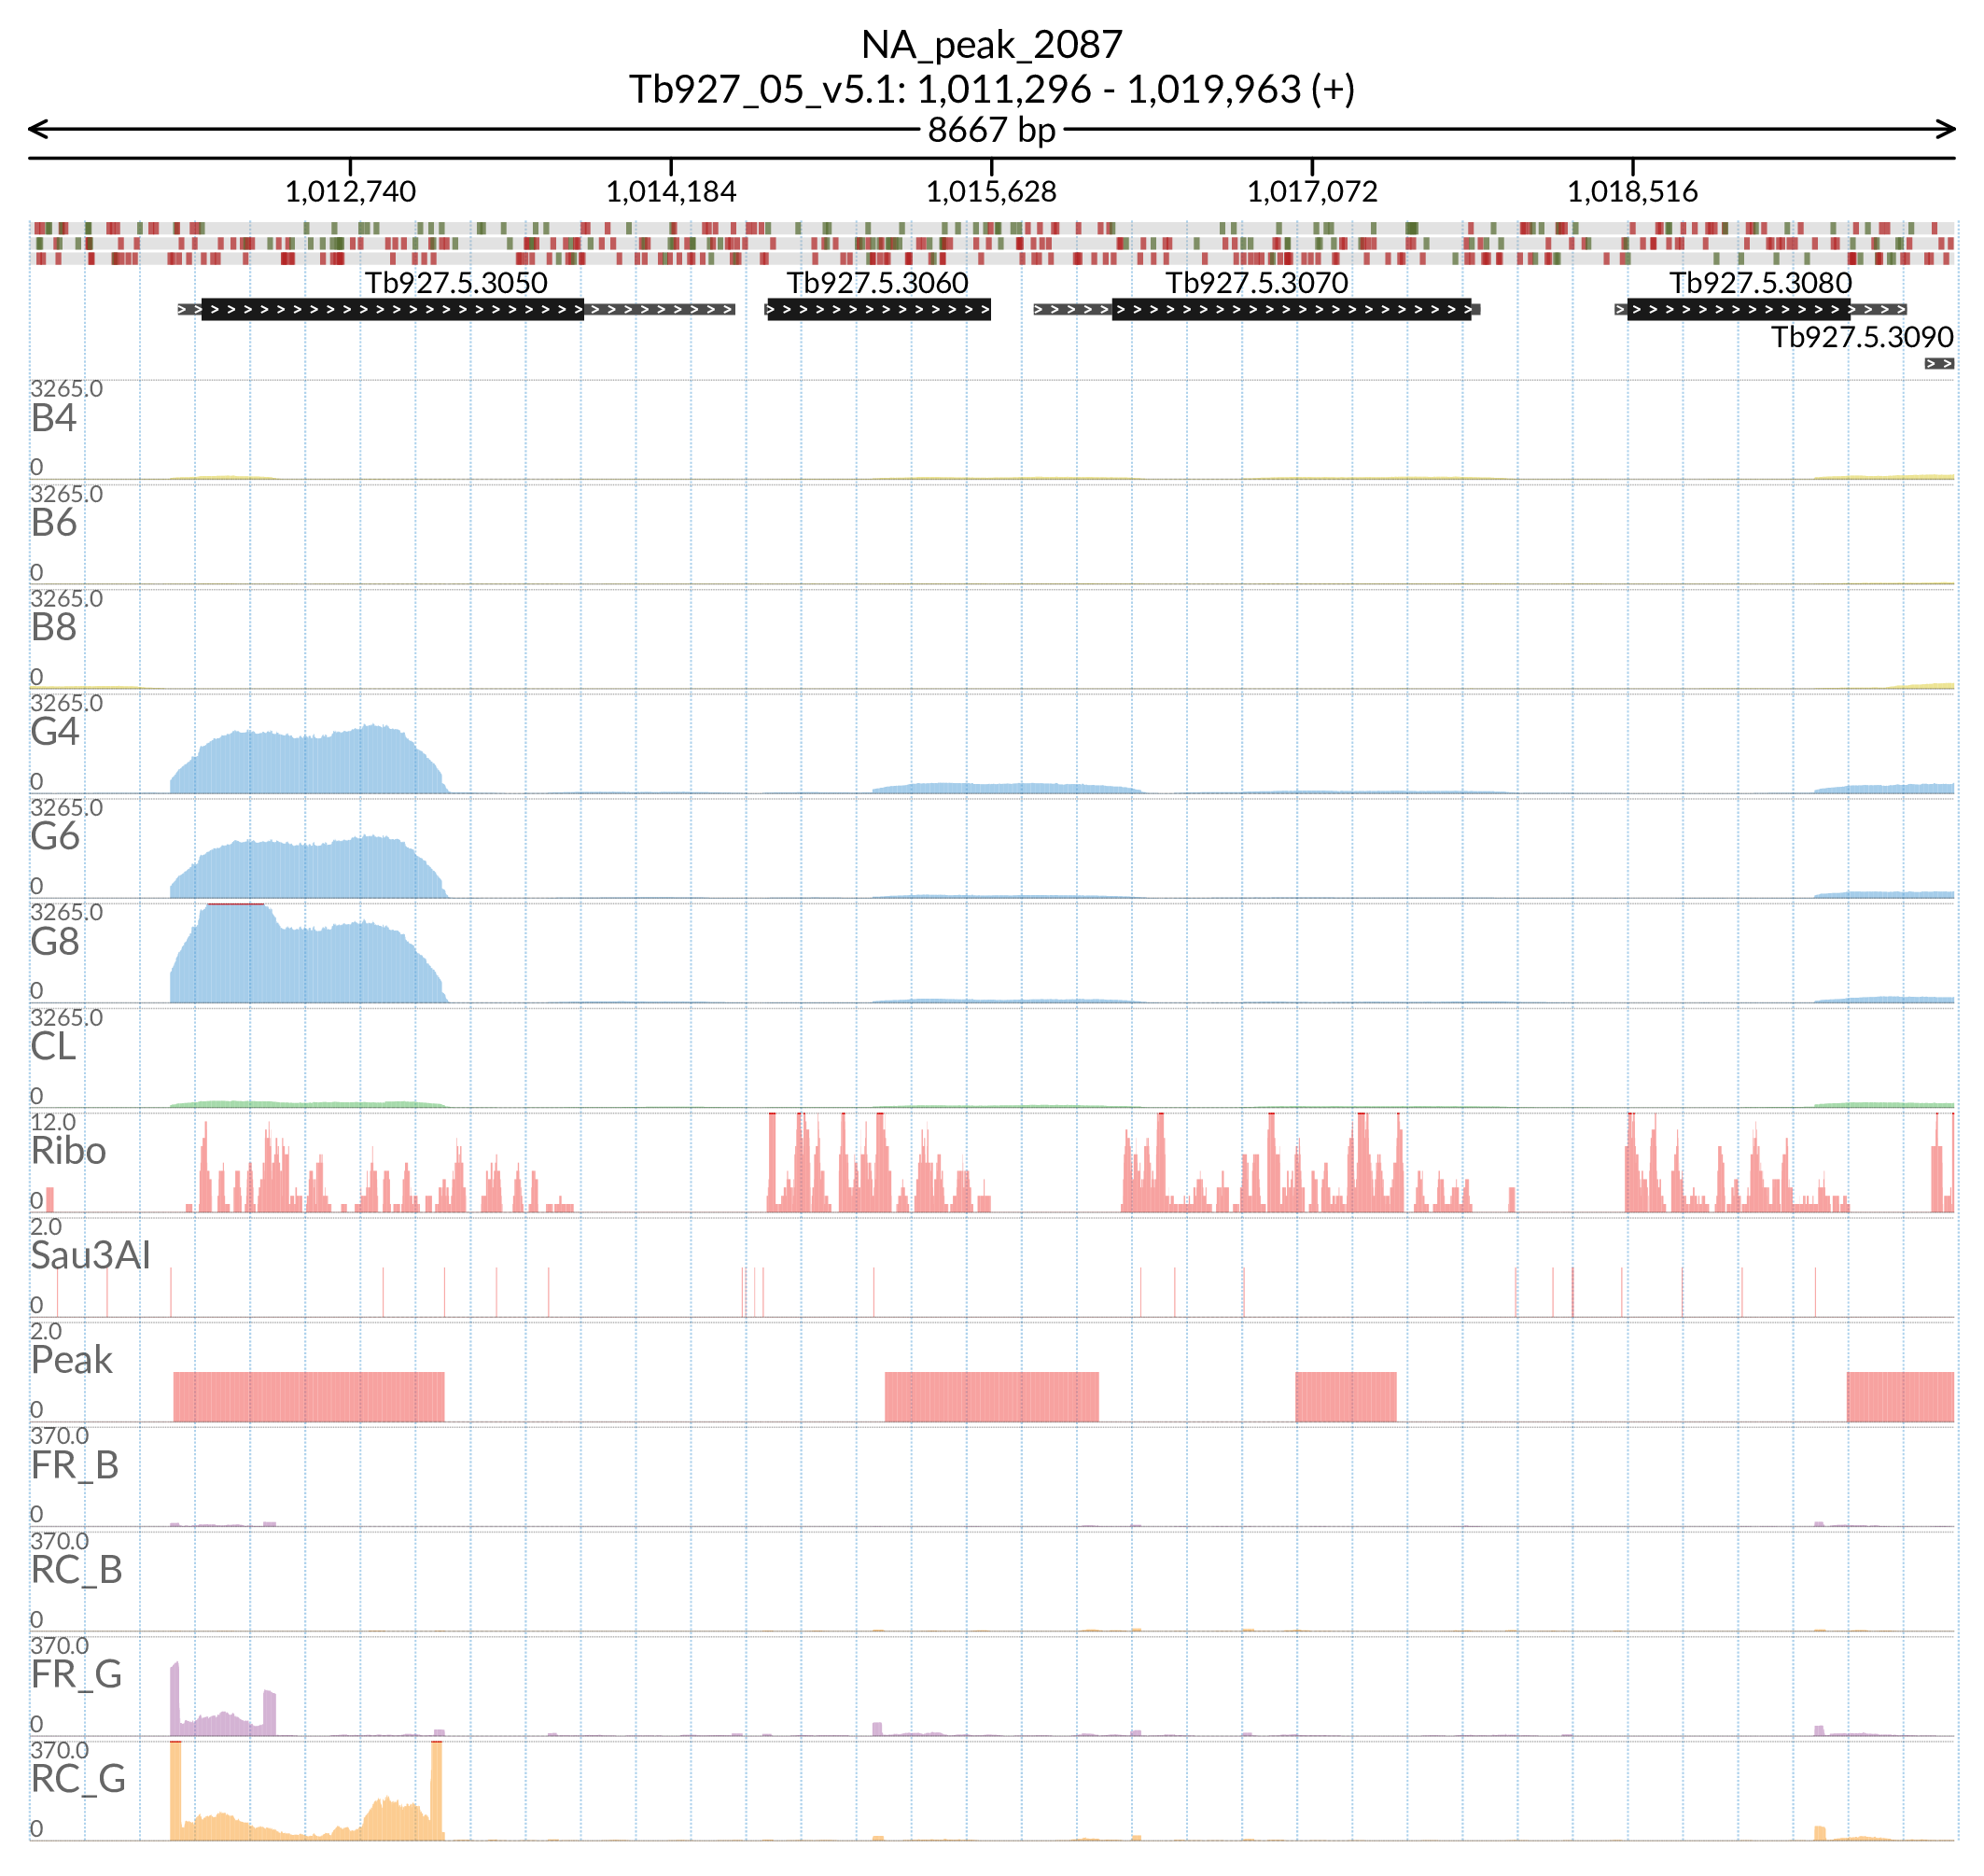 NA_peak_2087
Tb927_05_v5.1: 1,011,296 - 1,019,963 (+)
8667 bp
1,012,740 1,014,184 1,015,628 1,017,072 1,018,516
Tb927.5.3050 Tb927.5.3060 Tb927.5.3070 Tb927.5.3080
Tb927.5.3090
3265.0
B4
0
3265.0
B6
0
3265.0
B8
0
3265.0
G4
0
3265.0
G6
0
3265.0
G8
0
3265.0
CL
0
12.0
Ribo
0
2.0
Sau3AI
0
2.0
Peak
0
370.0
FR_B
0
370.0
RC_B
0
370.0
FR_G
0
370.0
RC_G
0